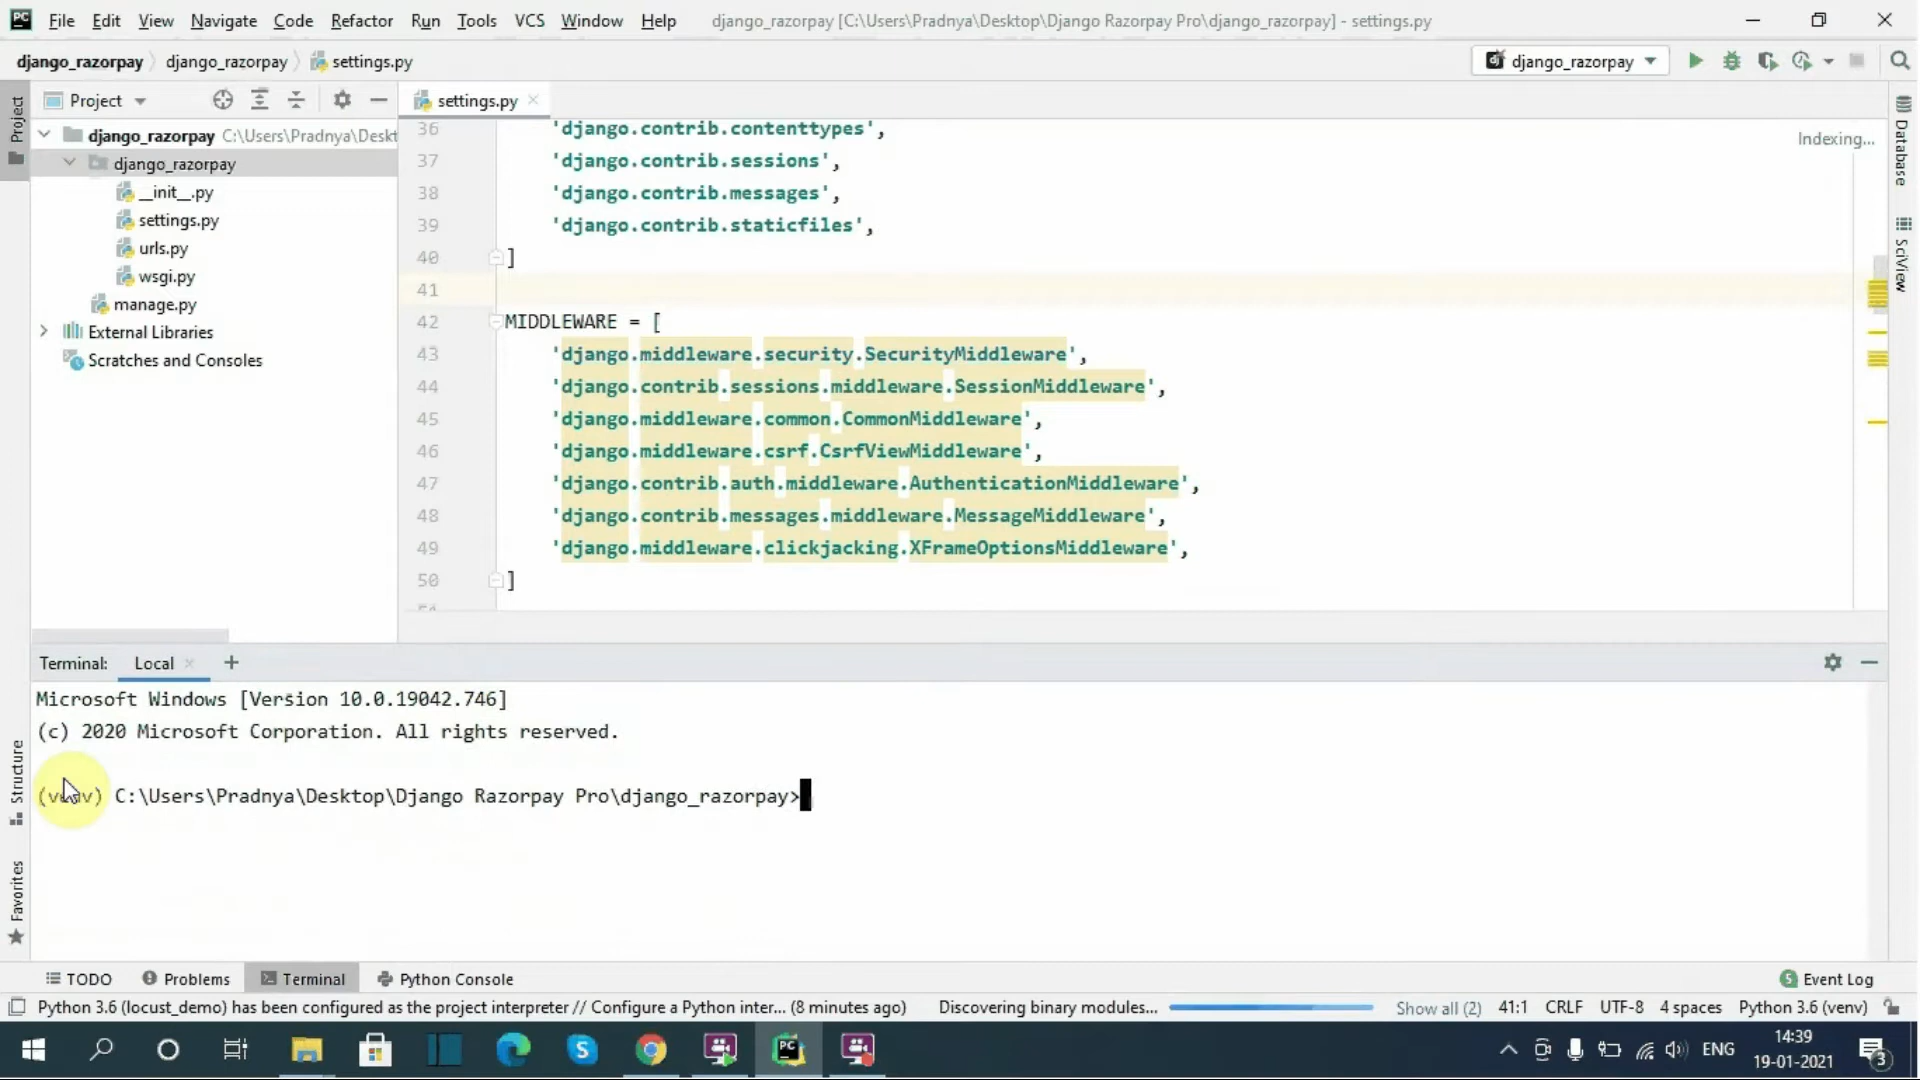 File Edit View Navigate Code Refactor Run Tools VCS Window Help django_razorpay [C:\Users\Pradnya\Desktop\Django Razorpay Pro\django_razorpay] - settings.py
django_razorpay django_razorpay settings.py django_razorpay
Project
Project
settings.py
Database
SciView
Structure
Favorites
django_razorpay C:\Users\Pradnya\Deskt
django_razorpay
__init__.py
settings.py
urls.py
wsgi.py
manage.py
External Libraries
Scratches and Consoles
Indexing...
36 'django.contrib.contenttypes',
37 'django.contrib.sessions',
38 'django.contrib.messages',
39 'django.contrib.staticfiles',
40 ]
41
42 MIDDLEWARE = [
43 'django.middleware.security.SecurityMiddleware',
44 'django.contrib.sessions.middleware.SessionMiddleware',
45 'django.middleware.common.CommonMiddleware',
46 'django.middleware.csrf.CsrfViewMiddleware',
47 'django.contrib.auth.middleware.AuthenticationMiddleware',
48 'django.contrib.messages.middleware.MessageMiddleware',
49 'django.middleware.clickjacking.XFrameOptionsMiddleware',
50 ]
Terminal: Local
Microsoft Windows [Version 10.0.19042.746]
(c) 2020 Microsoft Corporation. All rights reserved.
(venv) C:\Users\Pradnya\Desktop\Django Razorpay Pro\django_razorpay>
TODO Problems Terminal Python Console 5 Event Log
Python 3.6 (locust_demo) has been configured as the project interpreter // Configure a Python inter... (8 minutes ago) Discovering binary modules... Show all (2) 41:1 CRLF UTF-8 4 spaces Python 3.6 (venv)
ENG 14:39
19-01-2021 3